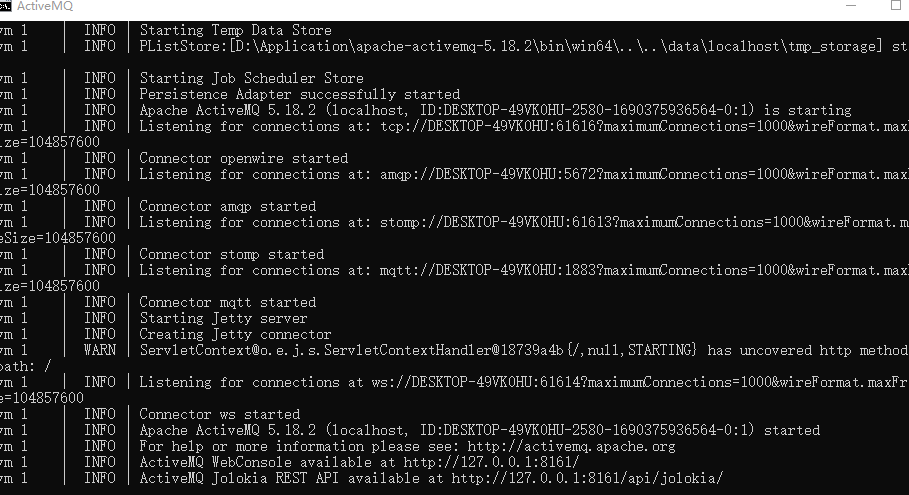 ActiveMQ
vm 1 | INFO | Starting Temp Data Store
vm 1 | INFO | PListStore:[D:\Application\apache-activemq-5.18.2\bin\win64\..\..\data\localhost\tmp_storage] st
vm 1 | INFO | Starting Job Scheduler Store
vm 1 | INFO | Persistence Adapter successfully started
vm 1 | INFO | Apache ActiveMQ 5.18.2 (localhost, ID:DESKTOP-49VK0HU-2580-1690375936564-0:1) is starting
vm 1 | INFO | Listening for connections at: tcp://DESKTOP-49VK0HU:61616?maximumConnections=1000&wireFormat.max
ize=104857600
vm 1 | INFO | Connector openwire started
vm 1 | INFO | Listening for connections at: amqp://DESKTOP-49VK0HU:5672?maximumConnections=1000&wireFormat.max
ize=104857600
vm 1 | INFO | Connector amqp started
vm 1 | INFO | Listening for connections at: stomp://DESKTOP-49VK0HU:61613?maximumConnections=1000&wireFormat.m
eSize=104857600
vm 1 | INFO | Connector stomp started
vm 1 | INFO | Listening for connections at: mqtt://DESKTOP-49VK0HU:1883?maximumConnections=1000&wireFormat.max
ize=104857600
vm 1 | INFO | Connector mqtt started
vm 1 | INFO | Starting Jetty server
vm 1 | INFO | Creating Jetty connector
vm 1 | WARN | ServletContext@o.e.j.s.ServletContextHandler@18739a4b{/,null,STARTING} has uncovered http method
path: /
vm 1 | INFO | Listening for connections at ws://DESKTOP-49VK0HU:61614?maximumConnections=1000&wireFormat.maxFr
e=104857600
vm 1 | INFO | Connector ws started
vm 1 | INFO | Apache ActiveMQ 5.18.2 (localhost, ID:DESKTOP-49VK0HU-2580-1690375936564-0:1) started
vm 1 | INFO | For help or more information please see: http://activemq.apache.org
vm 1 | INFO | ActiveMQ WebConsole available at http://127.0.0.1:8161/
vm 1 | INFO | ActiveMQ Jolokia REST API available at http://127.0.0.1:8161/api/jolokia/